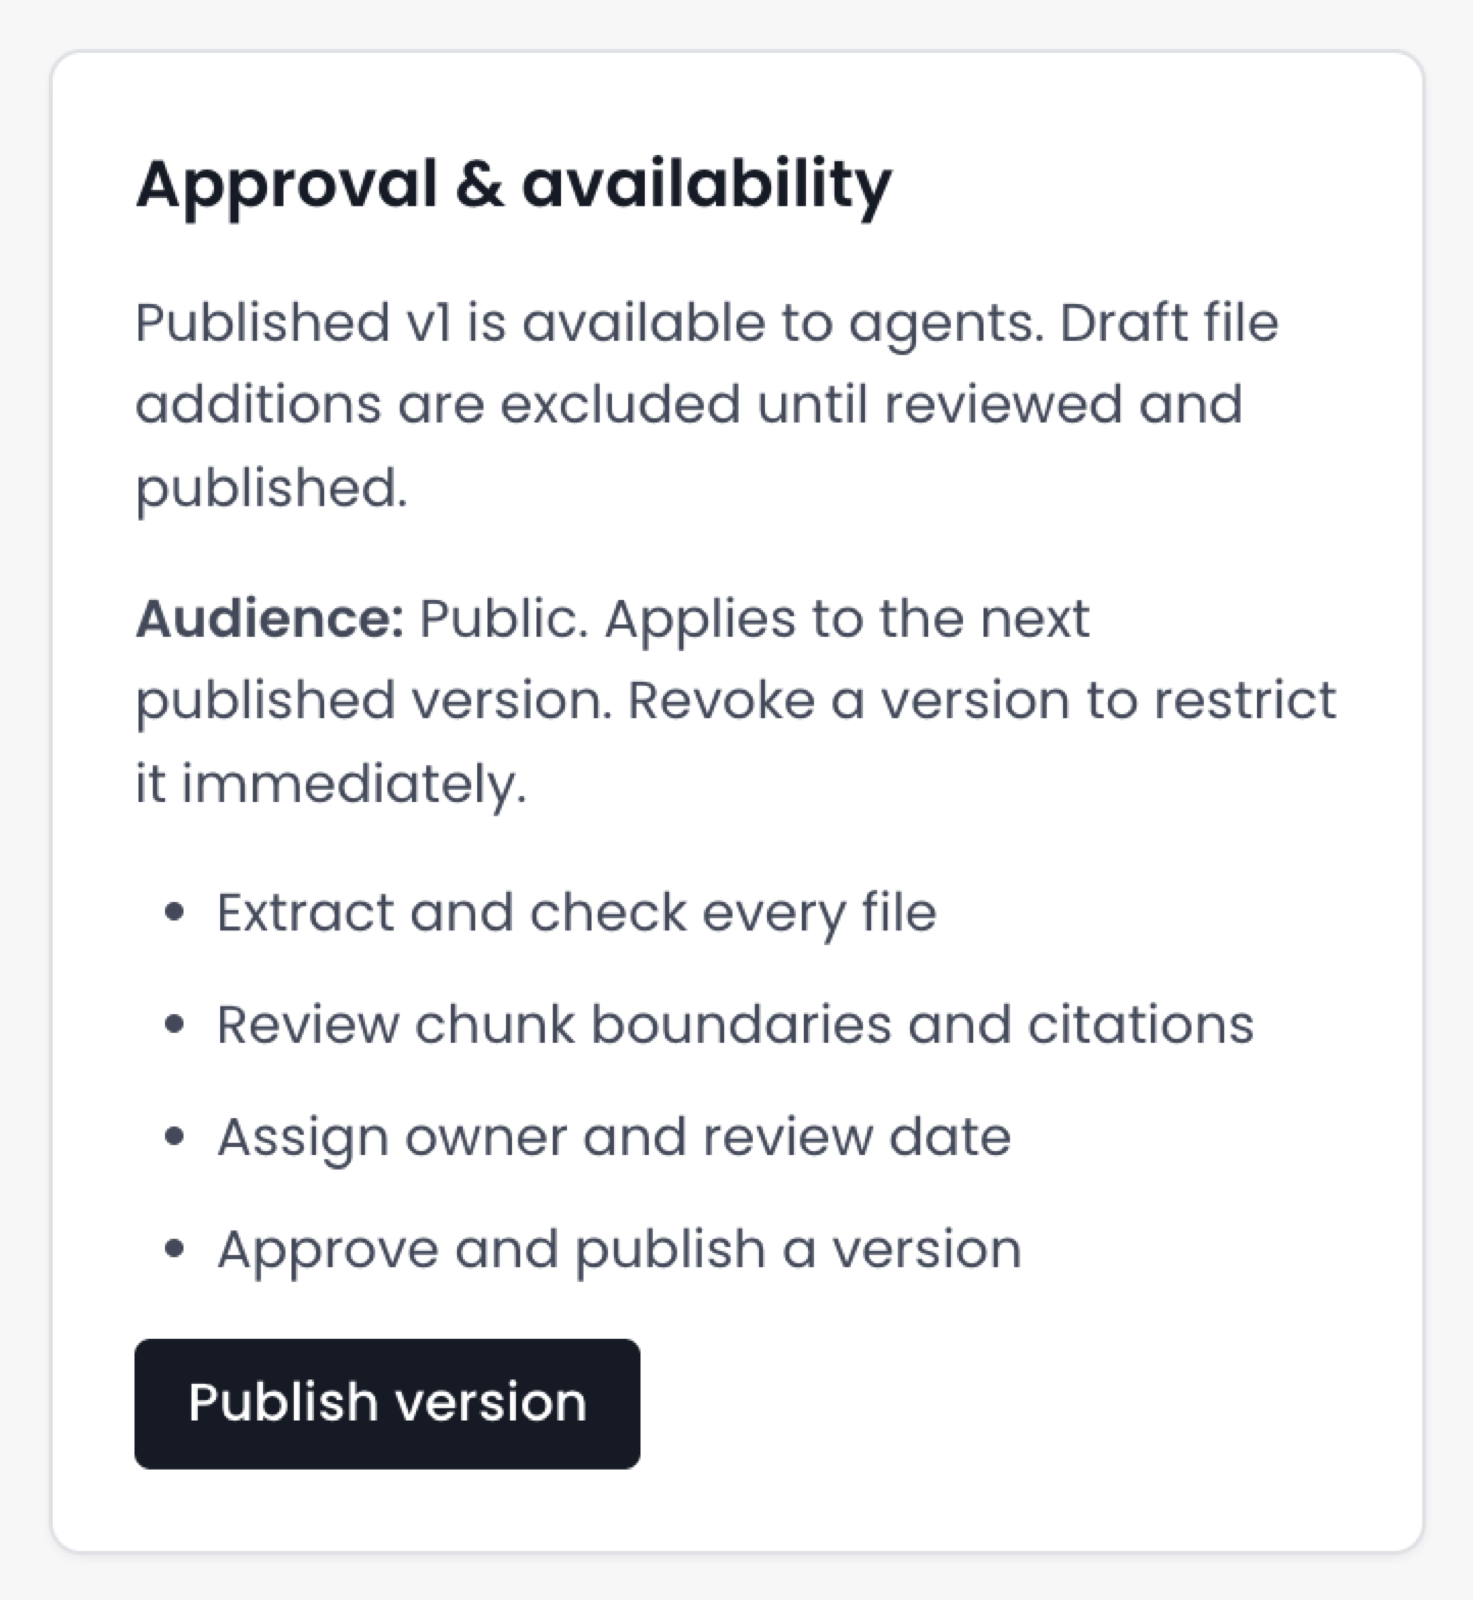 Approval & availability
Published v1 is available to agents. Draft file
additions are excluded until reviewed and
published.
Audience: Public. Applies to the next
published version. Revoke a version to restrict
it immediately.
• Extract and check every file
• Review chunk boundaries and citations
• Assign owner and review date
• Approve and publish a version
Publish version